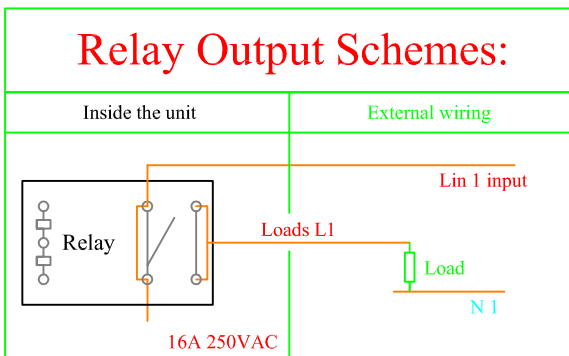 Relay Output Schemes:
Inside the unit
External wiring
Lin 1 input
Relay
Loads L1
Load
N 1
16A 250VAC